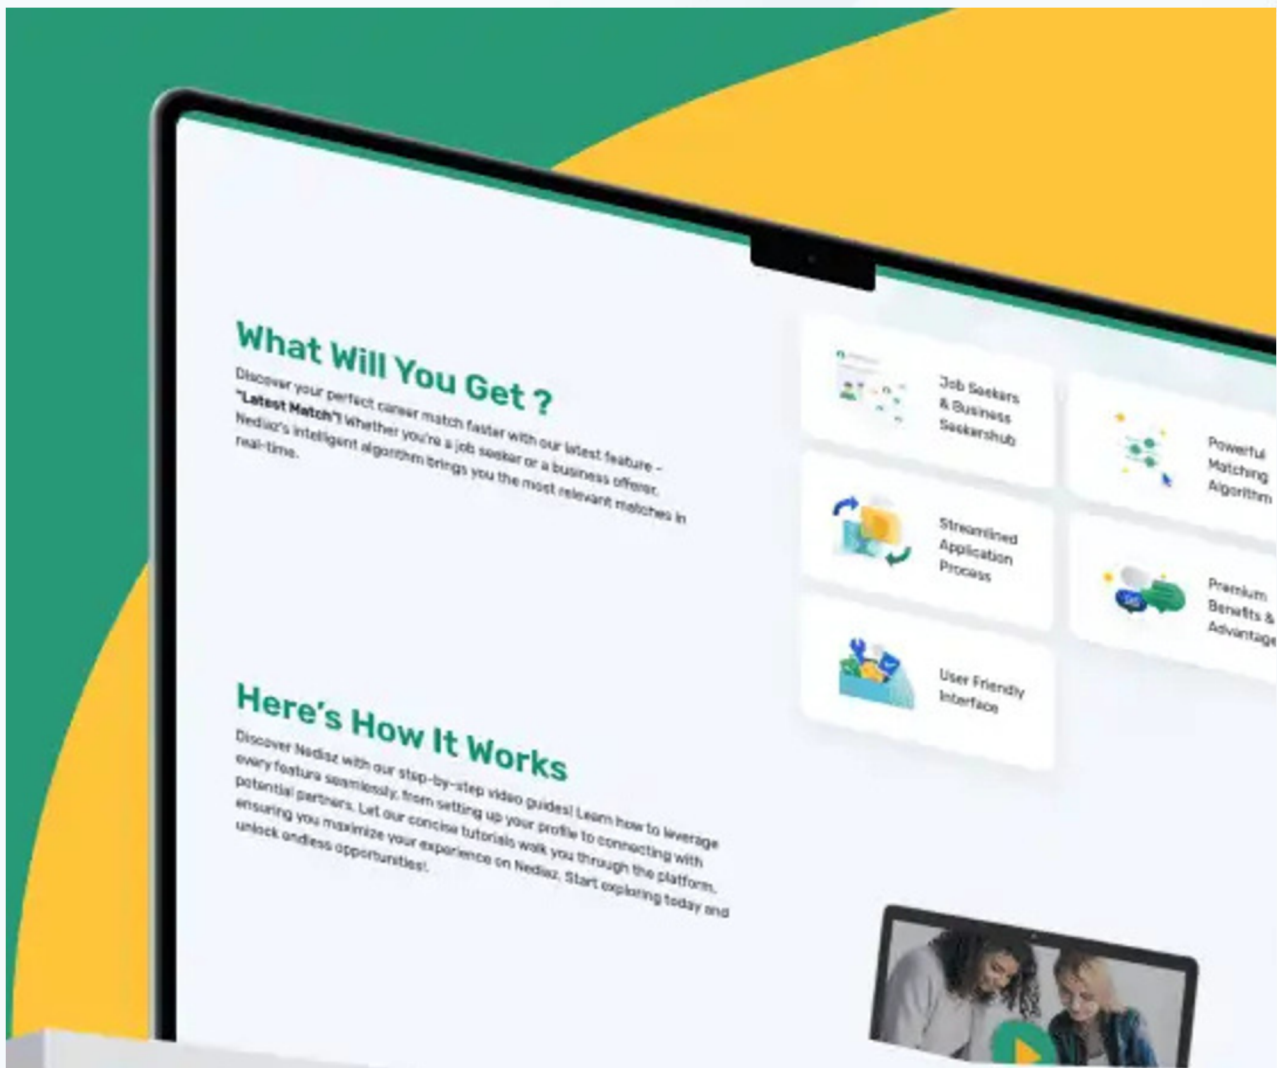 What Will You Get ?
Discover your perfect career match faster with our latest feature -
"Latest Match"! Whether you're a job seeker or a business offerer,
Nediaz's intelligent algorithm brings you the most relevant matches in
real-time.
Job Seekers
& Business
Seekershub
Powerful
Matching
Algorithm
Streamlined
Application
Process
Premium
Benefits &
Advantage
User Friendly
Interface
Here's How It Works
Discover Nediaz with our step-by-step video guides! Learn how to leverage
every feature seamlessly, from setting up your profile to connecting with
potential partners. Let our concise tutorials walk you through the platform,
ensuring you maximize your experience on Nediaz. Start exploring today and
unlock endless opportunities!.